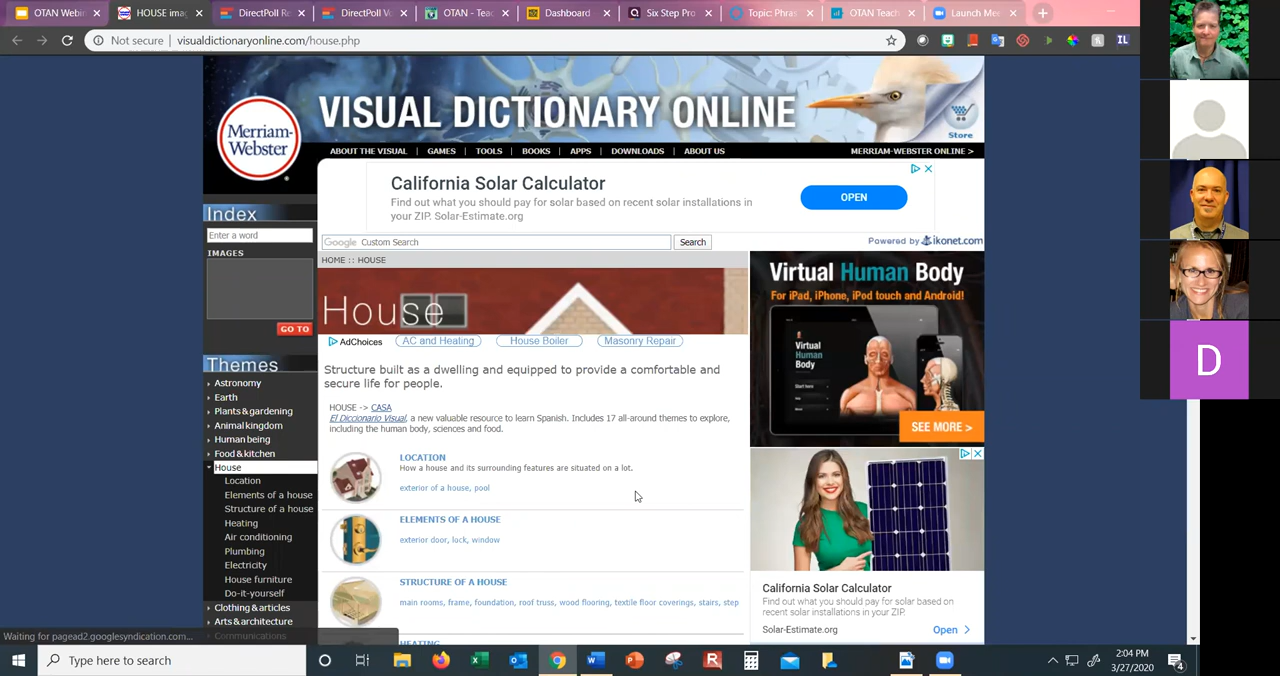 OTAN Webin
HOUSE ima
DirectPoll R
DirectPoll V
OTAN - Tea
Dashboard
Six Step Pro
Topic: Phras
OTAN Teach
Launch Mee
Not secure | visualdictionaryonline.com/house.php
IL
Merriam-
Webster
VISUAL DICTIONARY ONLINE
Store
ABOUT THE VISUAL | GAMES | TOOLS | BOOKS | APPS | DOWNLOADS | ABOUT US
MERRIAM-WEBSTER ONLINE >
California Solar Calculator
Find out what you should pay for solar based on recent solar installations in
your ZIP. Solar-Estimate.org
OPEN
Index
Enter a word
IMAGES
GO TO
Google Custom Search
Search
Powered by ikonet.com
HOME :: HOUSE
House
AdChoices
AC and Heating
House Boiler
Masonry Repair
Structure built as a dwelling and equipped to provide a comfortable and
secure life for people.
HOUSE -> CASA
El Diccionario Visual, a new valuable resource to learn Spanish. Includes 17 all-around themes to explore,
including the human body, sciences and food.
LOCATION
How a house and its surrounding features are situated on a lot.
exterior of a house, pool
ELEMENTS OF A HOUSE
exterior door, lock, window
STRUCTURE OF A HOUSE
main rooms, frame, foundation, roof truss, wood flooring, textile floor coverings, stairs, step
HEATING
Themes
Astronomy
Earth
Plants & gardening
Animal kingdom
Human being
Food & kitchen
House
Location
Elements of a house
Structure of a house
Heating
Air conditioning
Plumbing
Electricity
House furniture
Do-it-yourself
Clothing & articles
Arts & architecture
Communications
Virtual Human Body
For iPad, iPhone, iPod touch and Android!
Virtual
Human
Body
SEE MORE >
California Solar Calculator
Find out what you should pay for solar based on
recent solar installations in your ZIP.
Solar-Estimate.org
Open
D
Waiting for pagead2.googlesyndication.com...
Type here to search
2:04 PM
3/27/2020
4